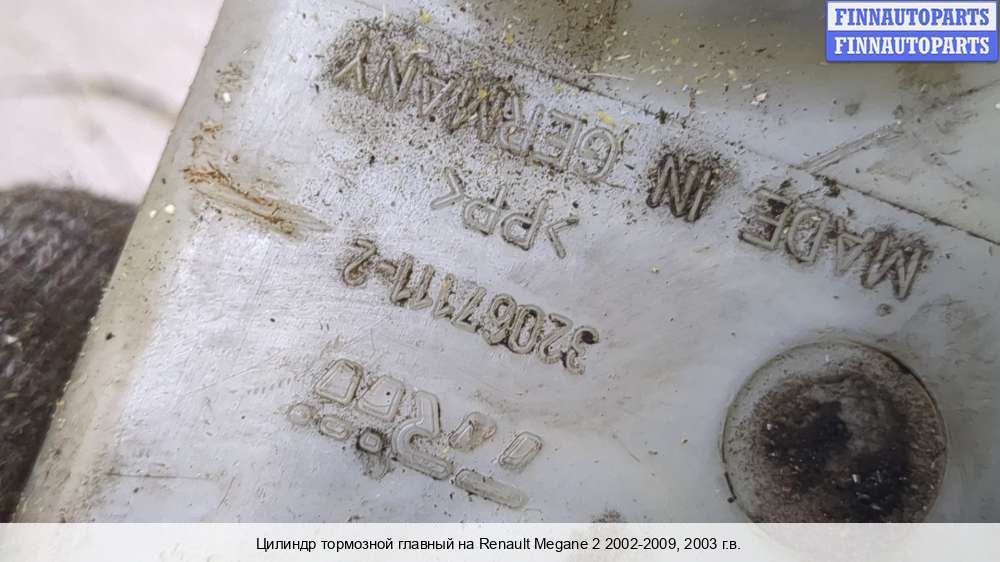 FINNAUTOPARTS
FINNAUTOPARTS
MADE IN GERMANY
>PP<
32067111-2
Цилиндр тормозной главный на Renault Megane 2 2002-2009, 2003 г.в.